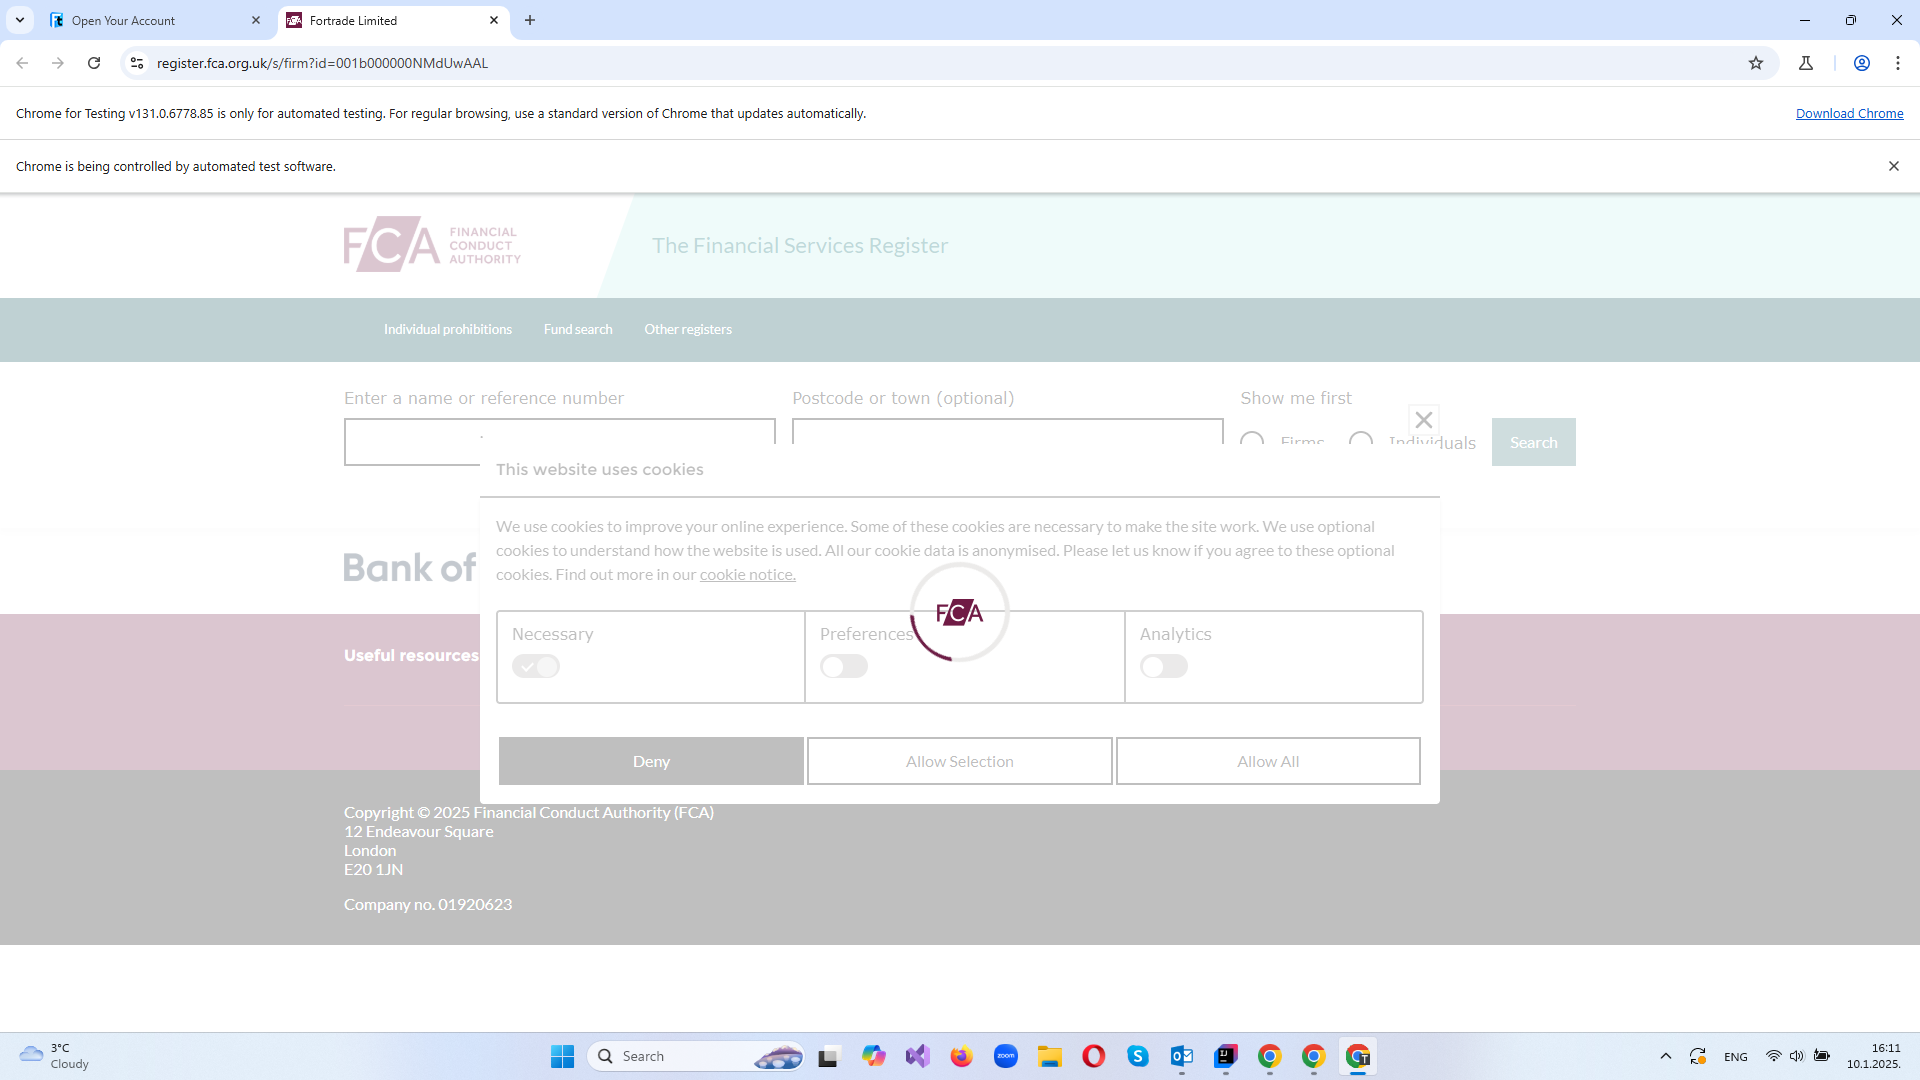 Open Your Account
Fortrade Limited
register.fca.org.uk/s/firm?id=001b000000NMdUwAAL
Chrome for Testing v131.0.6778.85 is only for automated testing. For regular browsing, use a standard version of Chrome that updates automatically.
Download Chrome
Chrome is being controlled by automated test software.
FCA
FINANCIAL
CONDUCT
AUTHORITY
The Financial Services Register
Individual prohibitions
Fund search
Other registers
Enter a name or reference number
Postcode or town (optional)
Show me first
Firms
Individuals
Search
This website uses cookies
We use cookies to improve your online experience. Some of these cookies are necessary to make the site work. We use optional
cookies to understand how the website is used. All our cookie data is anonymised. Please let us know if you agree to these optional
cookies. Find out more in our cookie notice.
Bank of
FCA
Necessary
Preferences
Analytics
Useful resources
Deny
Allow Selection
Allow All
Copyright © 2025 Financial Conduct Authority (FCA)
12 Endeavour Square
London
E20 1JN
Company no. 01920623
3°C
Cloudy
Search
zoom
ENG
16:11
10.1.2025.